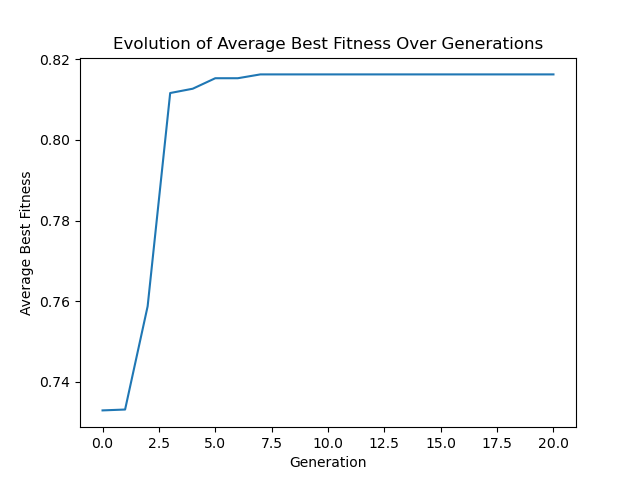 Evolution of Average Best Fitness Over Generations
0.82
0.80
0.78
0.76
0.74
Average Best Fitness
0.0 2.5 5.0 7.5 10.0 12.5 15.0 17.5 20.0
Generation